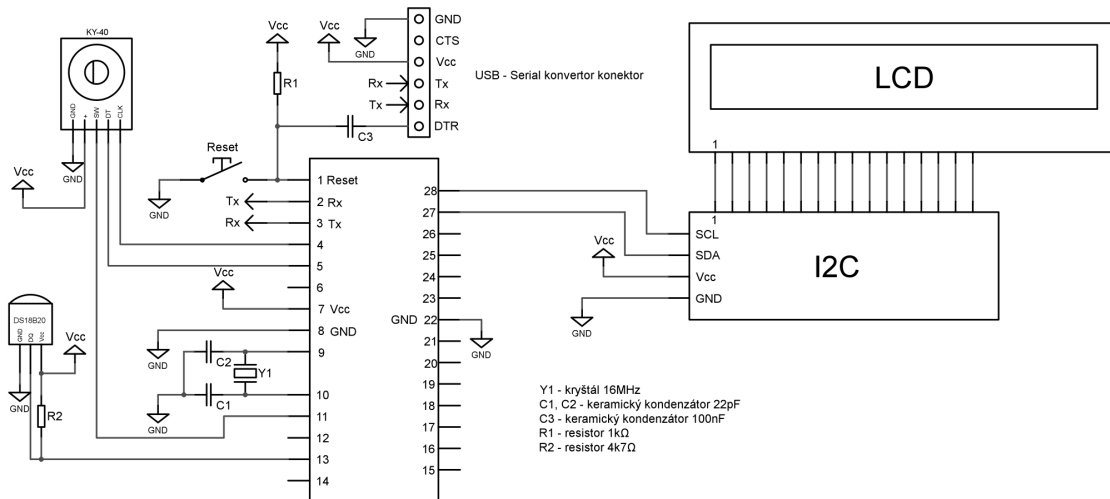 KY-40
GND
+
SW
DT
CLK
GND
Vcc
Vcc
R1
Vcc
GND
GND
CTS
Vcc
Rx
Tx
Tx
Rx
DTR
C3
USB - Serial konvertor konektor
LCD
1
1
I2C
SCL
SDA
Vcc
GND
Vcc
GND
Reset
GND
Tx
Rx
Vcc
GND
C2
Y1
C1
GND
1 Reset
2 Rx
3 Tx
4
5
6
7 Vcc
8 GND
9
10
11
12
13
14
28
27
26
25
24
23
GND 22
21
20
19
18
17
16
15
GND
DS18B20
GND
DQ
Vcc
Vcc
GND
R2
Y1 - kryštál 16MHz
C1, C2 - keramický kondenzátor 22pF
C3 - keramický kondenzátor 100nF
R1 - resistor 1kΩ
R2 - resistor 4k7Ω